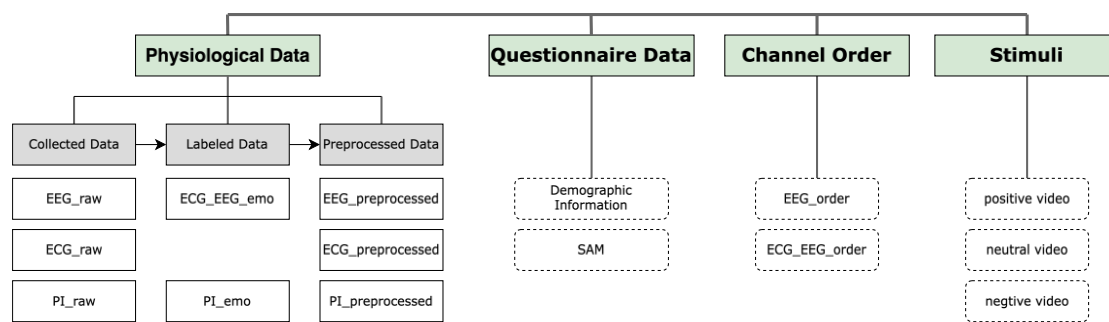 Physiological Data
Questionnaire Data
Channel Order
Stimuli
Collected Data
Labeled Data
Preprocessed Data
EEG_raw
ECG_EEG_emo
EEG_preprocessed
Demographic
Information
EEG_order
positive video
ECG_raw
ECG_preprocessed
SAM
ECG_EEG_order
neutral video
PI_raw
PI_emo
PI_preprocessed
negtive video